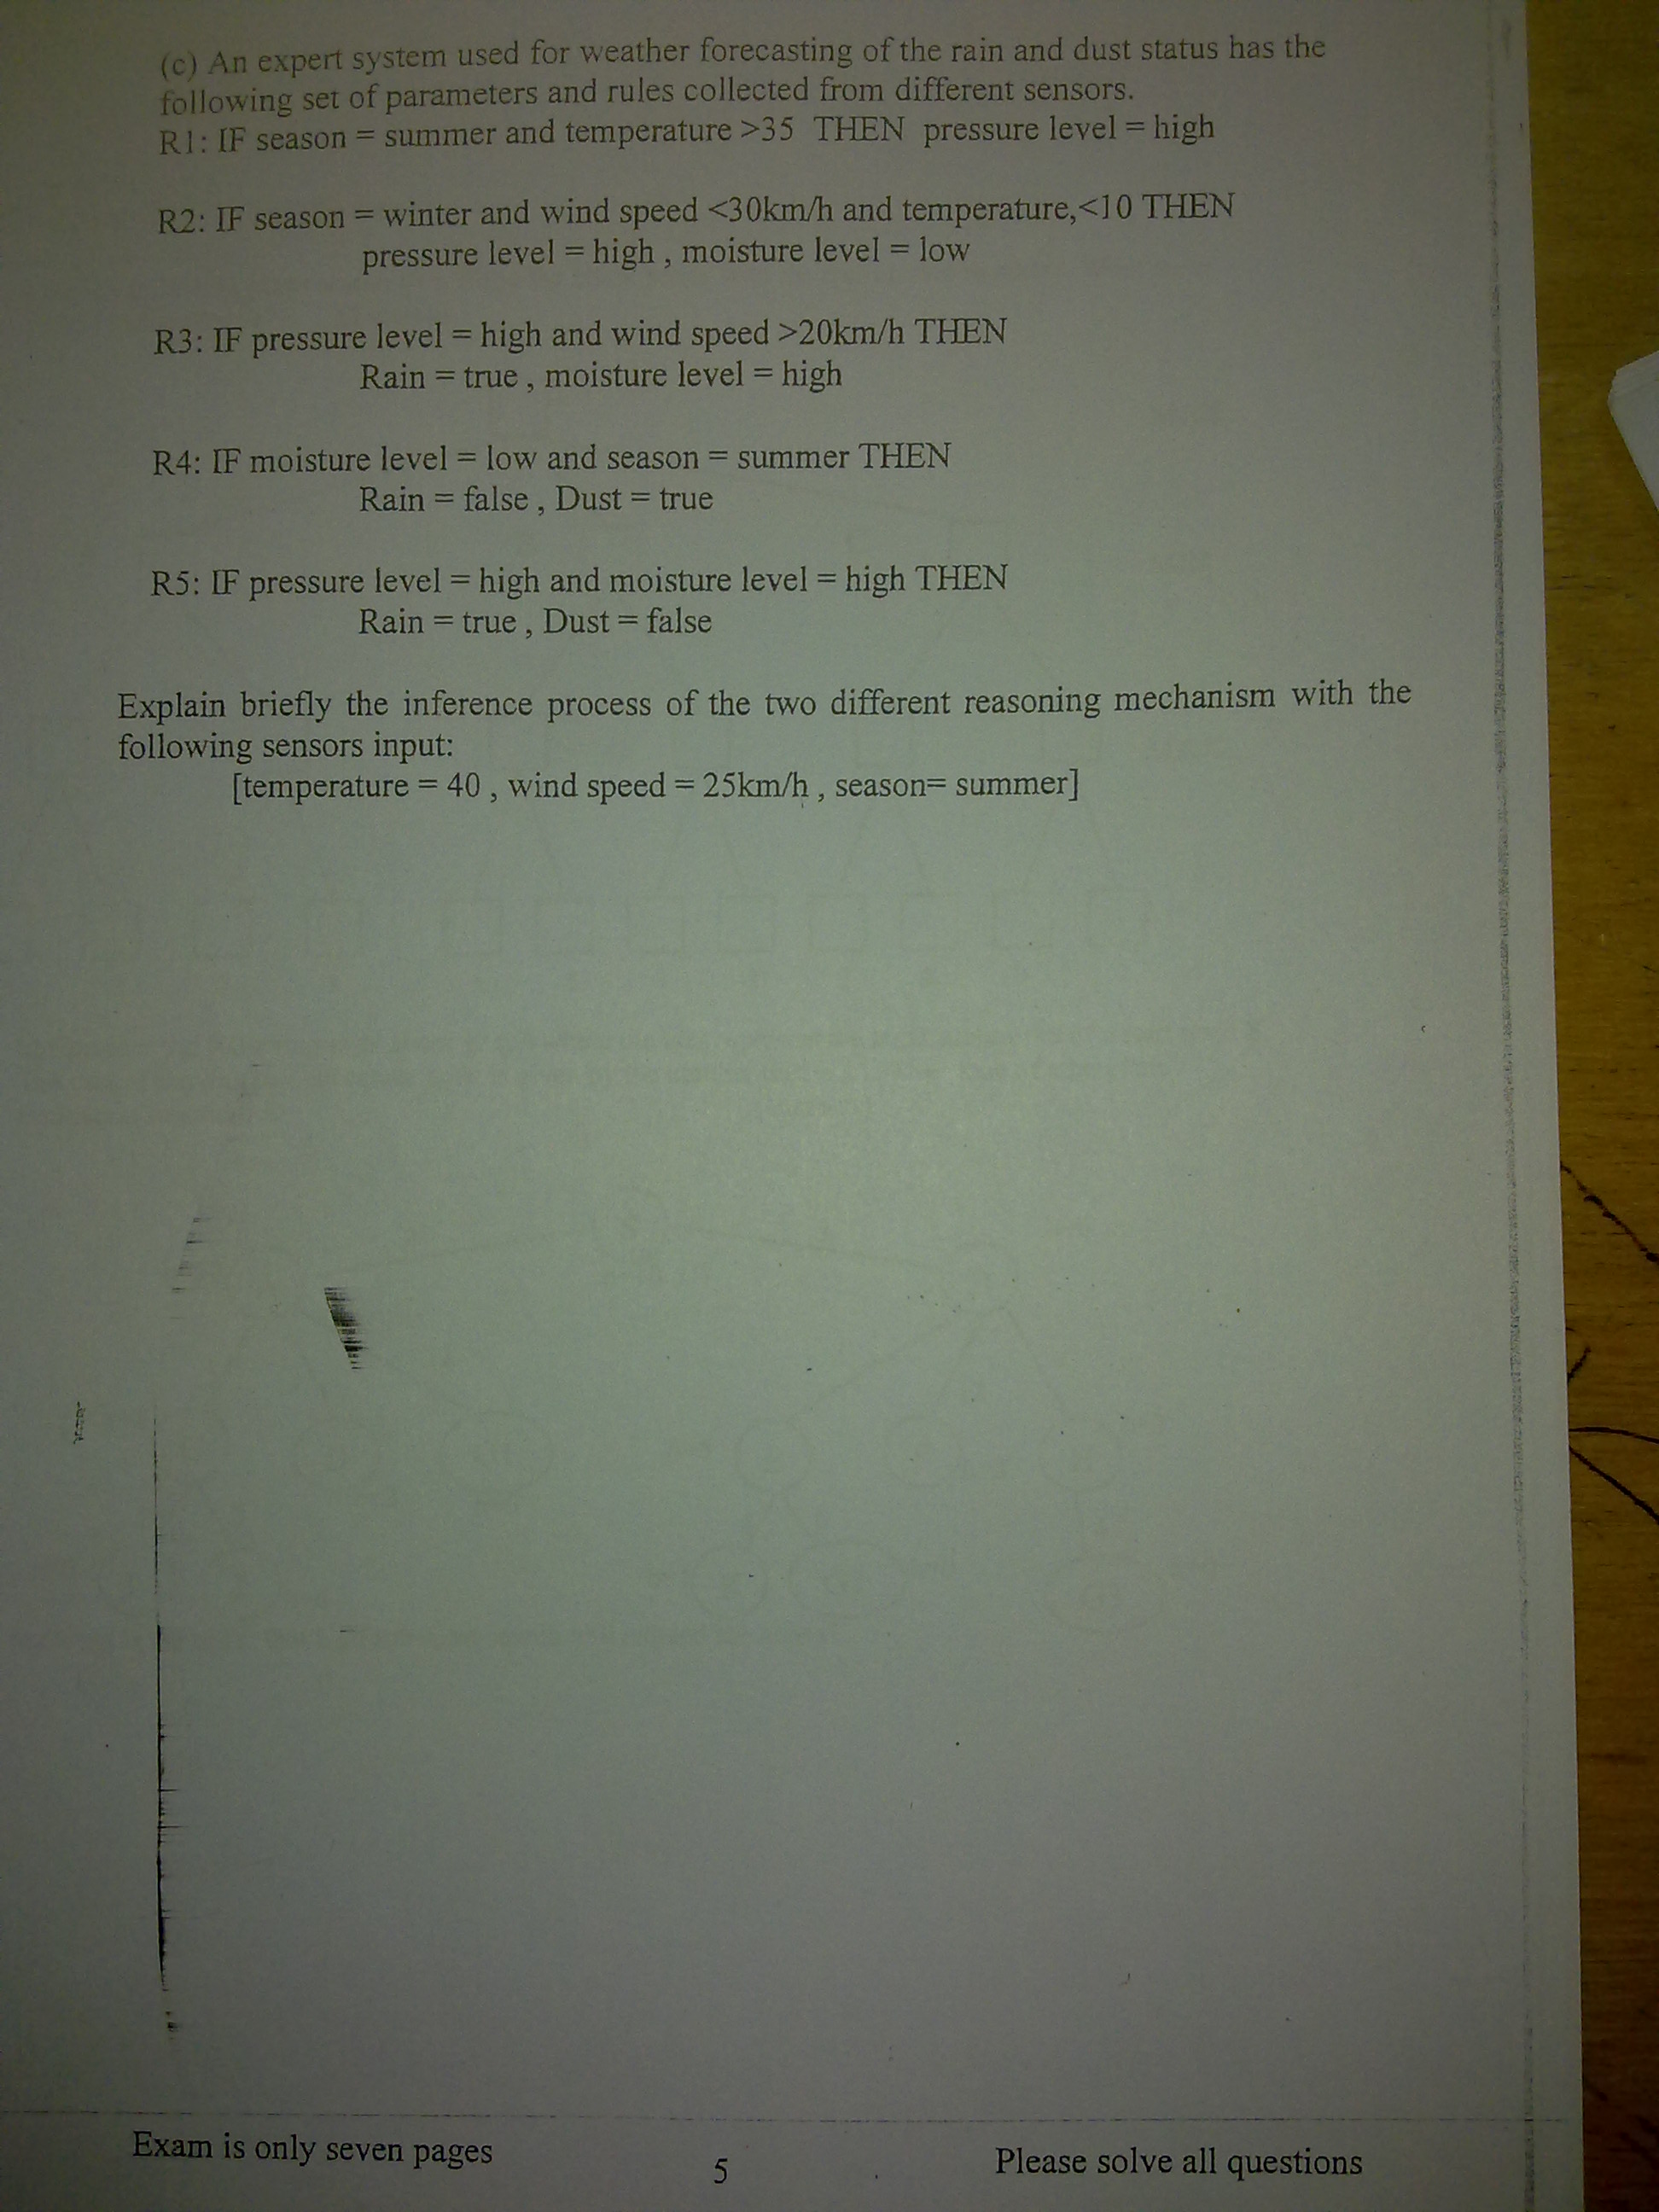 (c) An expert system used for weather forecasting of the rain and dust status has the
following set of parameters and rules collected from different sensors.
R1: IF season = summer and temperature >35 THEN pressure level = high
R2: IF season = winter and wind speed <30km/h and temperature,<10 THEN
pressure level = high , moisture level = low
R3: IF pressure level = high and wind speed >20km/h THEN
Rain = true , moisture level = high
R4: IF moisture level = low and season = summer THEN
Rain = false , Dust = true
R5: IF pressure level = high and moisture level = high THEN
Rain = true , Dust = false
Explain briefly the inference process of the two different reasoning mechanism with the
following sensors input:
[temperature = 40 , wind speed = 25km/h , season= summer]
Exam is only seven pages
5
Please solve all questions